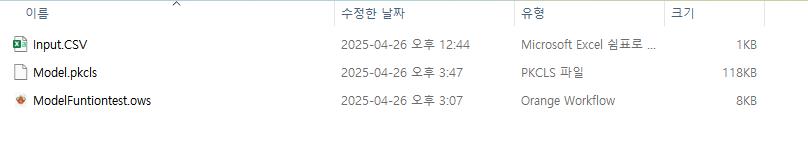 이름 수정한 날짜 유형 크기
Input.CSV 2025-04-26 오후 12:44 Microsoft Excel 쉼표로 ... 1KB
Model.pkcls 2025-04-26 오후 3:47 PKCLS 파일 118KB
ModelFuntiontest.ows 2025-04-26 오후 3:07 Orange Workflow 8KB